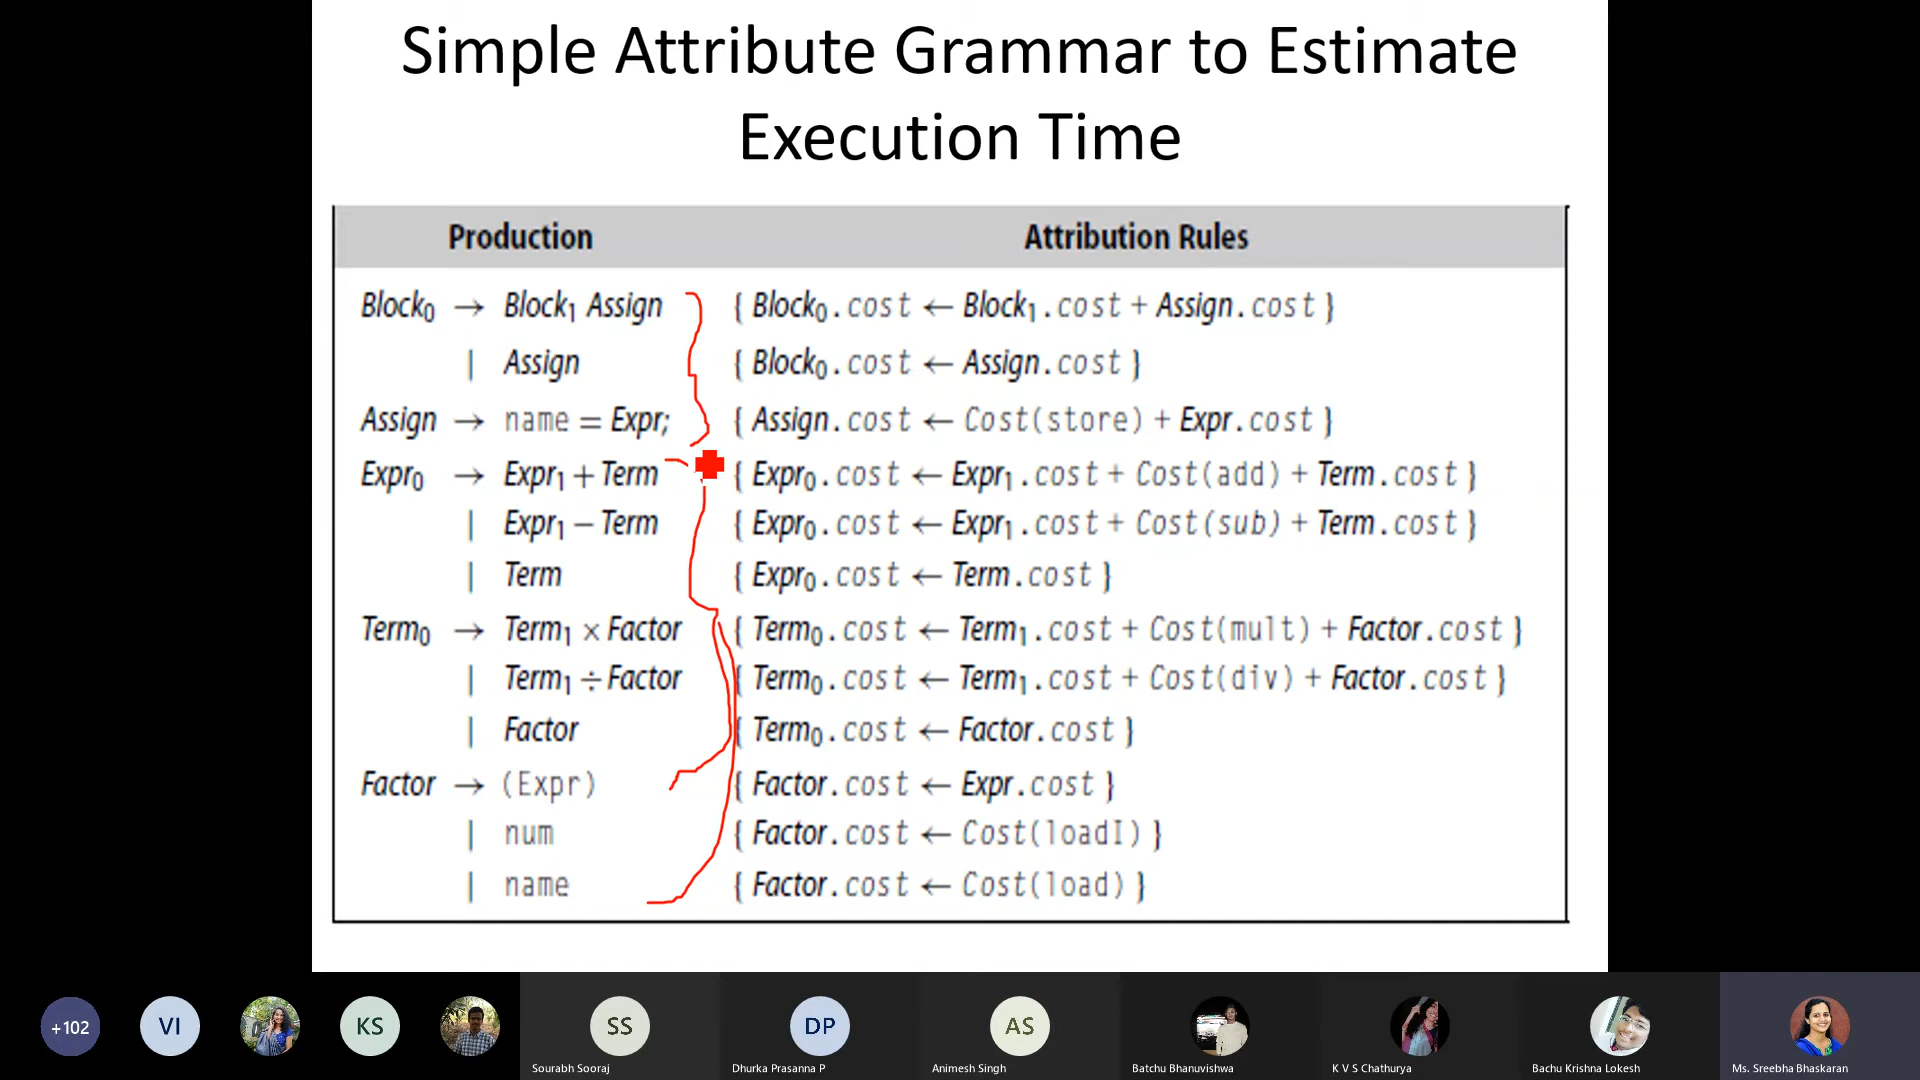 Simple Attribute Grammar to Estimate
Execution Time
Production Attribution Rules
Block₀ → Block₁ Assign { Block₀.cost ← Block₁.cost + Assign.cost }
| Assign { Block₀.cost ← Assign.cost }
Assign → name = Expr; { Assign.cost ← Cost(store) + Expr.cost }
Expr₀ → Expr₁ + Term { Expr₀.cost ← Expr₁.cost + Cost(add) + Term.cost }
| Expr₁ − Term { Expr₀.cost ← Expr₁.cost + Cost(sub) + Term.cost }
| Term { Expr₀.cost ← Term.cost }
Term₀ → Term₁ × Factor { Term₀.cost ← Term₁.cost + Cost(mult) + Factor.cost }
| Term₁ ÷ Factor { Term₀.cost ← Term₁.cost + Cost(div) + Factor.cost }
| Factor { Term₀.cost ← Factor.cost }
Factor → (Expr) { Factor.cost ← Expr.cost }
| num { Factor.cost ← Cost(loadI) }
| name { Factor.cost ← Cost(load) }
+102 VI KS SS DP AS
Sourabh Sooraj Dhurka Prasanna P Animesh Singh Batchu Bhanuvishwa K V S Chathurya Bachu Krishna Lokesh Ms. Sreebha Bhaskaran